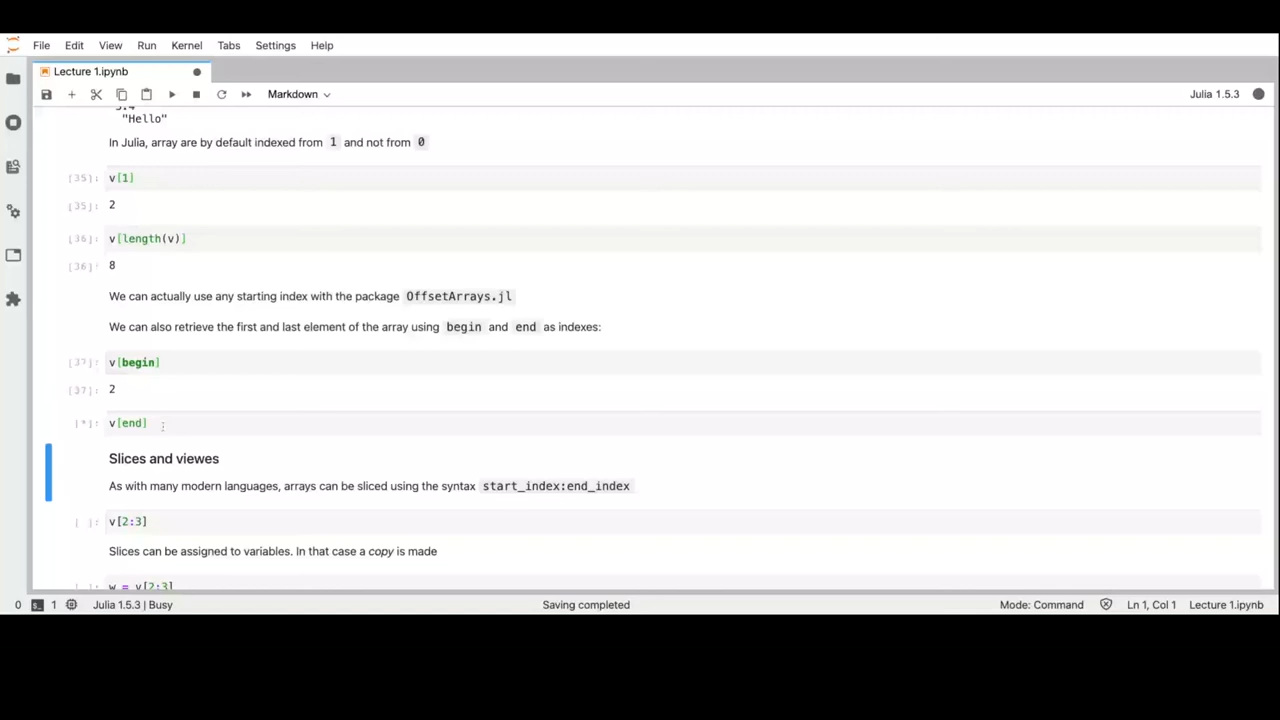 File Edit View Run Kernel Tabs Settings Help
Lecture 1.ipynb
Markdown
Julia 1.5.3
"Hello"
In Julia, array are by default indexed from 1 and not from 0
[35]: v[1]
[35]: 2
[36]: v[length(v)]
[36]: 8
We can actually use any starting index with the package OffsetArrays.jl
We can also retrieve the first and last element of the array using begin and end as indexes:
[37]: v[begin]
[37]: 2
[*]: v[end]
Slices and viewes
As with many modern languages, arrays can be sliced using the syntax start_index:end_index
[ ]: v[2:3]
Slices can be assigned to variables. In that case a copy is made
[ ]: w = v[2:3]
0 1 Julia 1.5.3 | Busy Saving completed Mode: Command Ln 1, Col 1 Lecture 1.ipynb